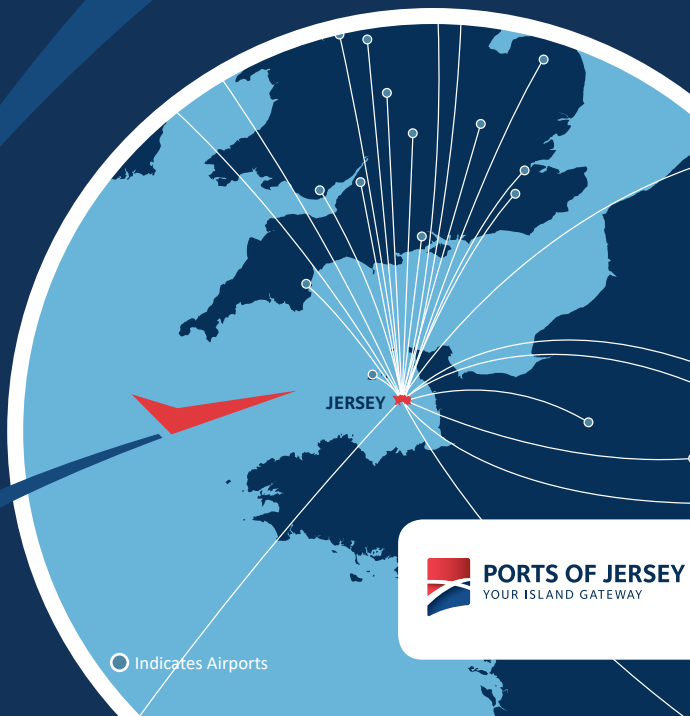 JERSEY
PORTS OF JERSEY
YOUR ISLAND GATEWAY
Indicates Airports